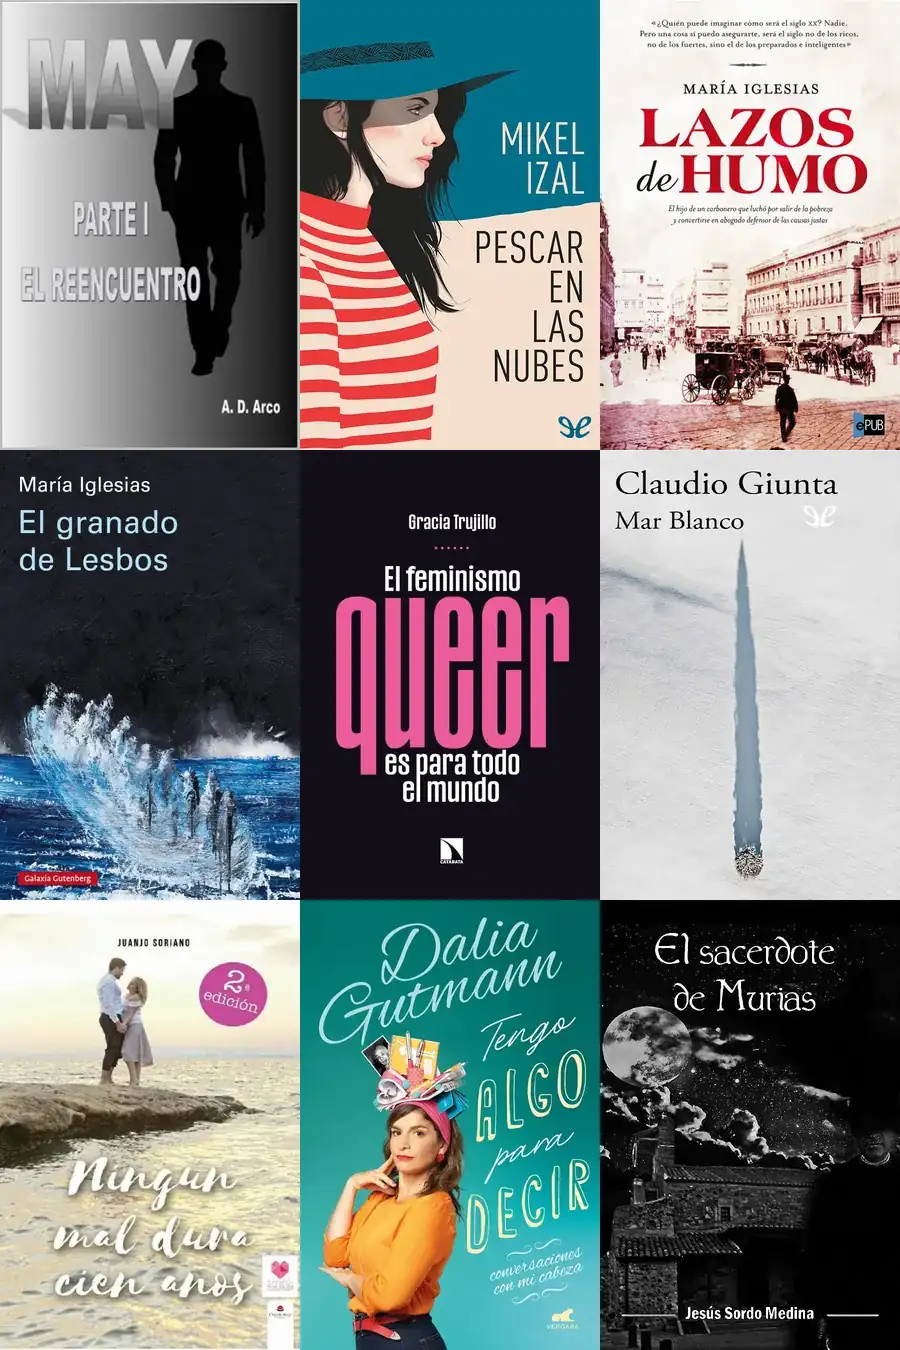 MAY
PARTE I
EL REENCUENTRO
A. D. Arco
MIKEL
IZAL
PESCAR
EN
LAS
NUBES
«¿Quién puede imaginar cómo será el siglo XX? Nadie.
Pero una cosa sí puedo asegurarte, será el siglo no de los ricos,
no de los fuertes, sino el de los preparados e inteligentes»
MARÍA IGLESIAS
LAZOS
de HUMO
El hijo de un carbonero que luchó por salir de la pobreza
y convertirse en abogado defensor de las causas justas
ePUB
María Iglesias
El granado
de Lesbos
Galaxia Gutenberg
Gracia Trujillo
El feminismo
queer
es para todo
el mundo
CATARATA
Claudio Giunta
Mar Blanco
JUANJO SORIANO
2ª
edición
Ningun
mal dura
cien anos
Dalia
Gutmann
Tengo
ALGO
para
DECIR
conversaciones
con mi cabeza
VERGARA
El sacerdote
de Murias
Jesús Sordo Medina